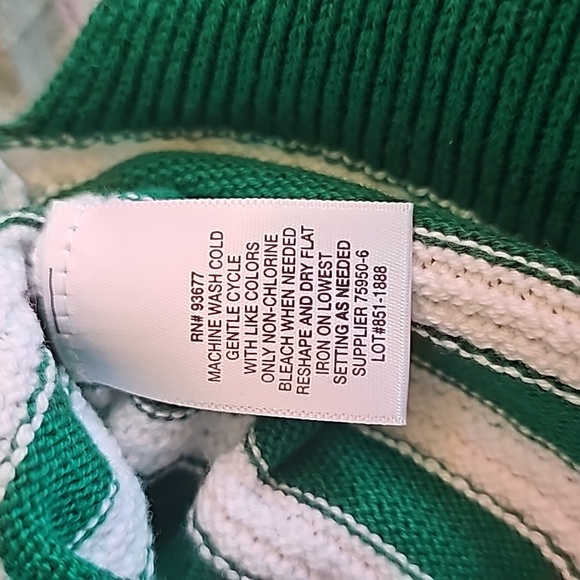 RN# 93677
MACHINE WASH COLD
GENTLE CYCLE
WITH LIKE COLORS
ONLY NON-CHLORINE
BLEACH WHEN NEEDED
RESHAPE AND DRY FLAT
IRON ON LOWEST
SETTING AS NEEDED
SUPPLIER 75950-6
LOT#851-1888